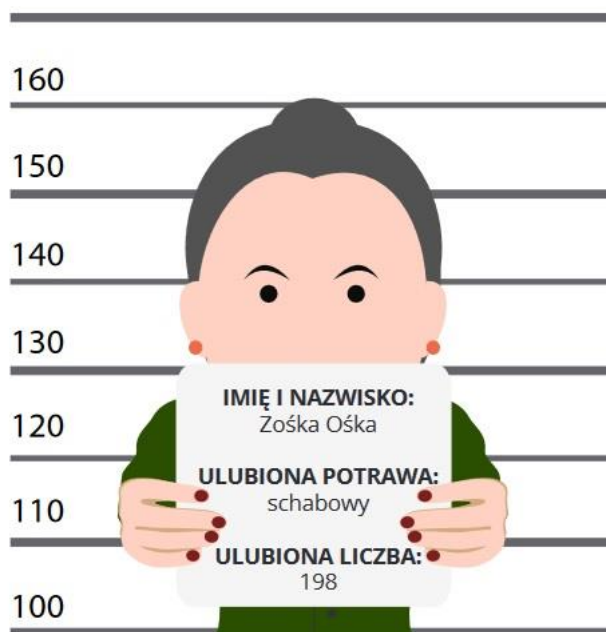 160
150
140
130
120
110
100
IMIĘ I NAZWISKO:
Zośka Ośka
ULUBIONA POTRAWA:
schabowy
ULUBIONA LICZBA:
198